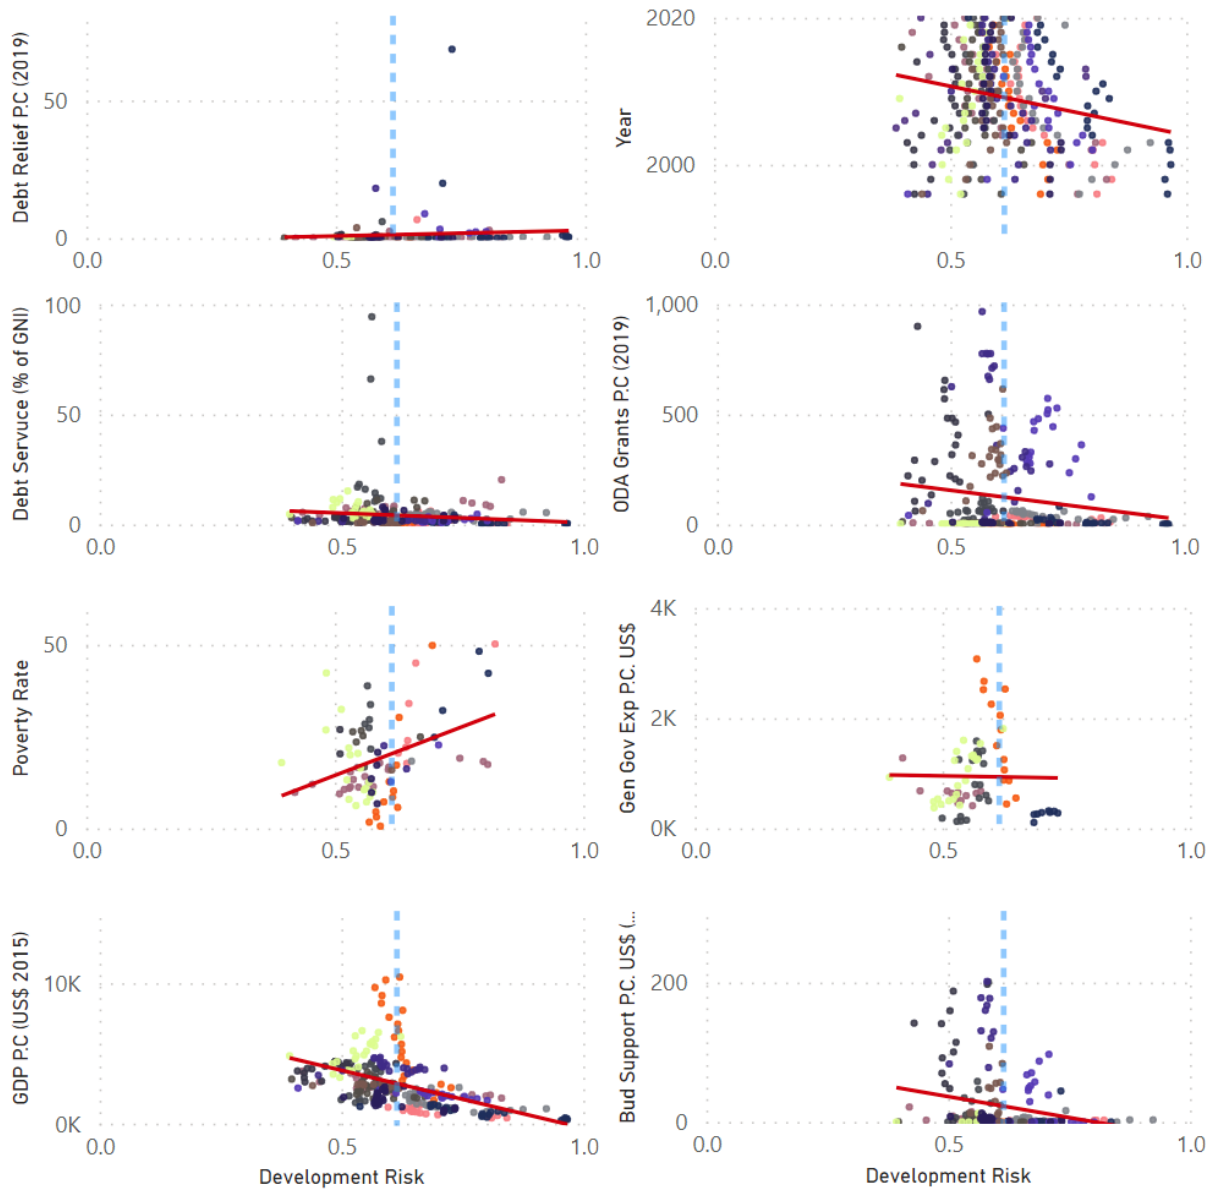 Debt Relief P.C (2019)
50
0
0.0
0.5
1.0
Year
2020
2000
0.0
0.5
1.0
Debt Servuce (% of GNI)
100
50
0
0.0
0.5
1.0
ODA Grants P.C (2019)
1,000
500
0
0.0
0.5
1.0
Poverty Rate
50
0
0.0
0.5
1.0
Gen Gov Exp P.C. US$
4K
2K
0K
0.0
0.5
1.0
GDP P.C (US$ 2015)
10K
0K
0.0
0.5
1.0
Development Risk
Bud Support P.C. US$ (...
200
0
0.0
0.5
1.0
Development Risk